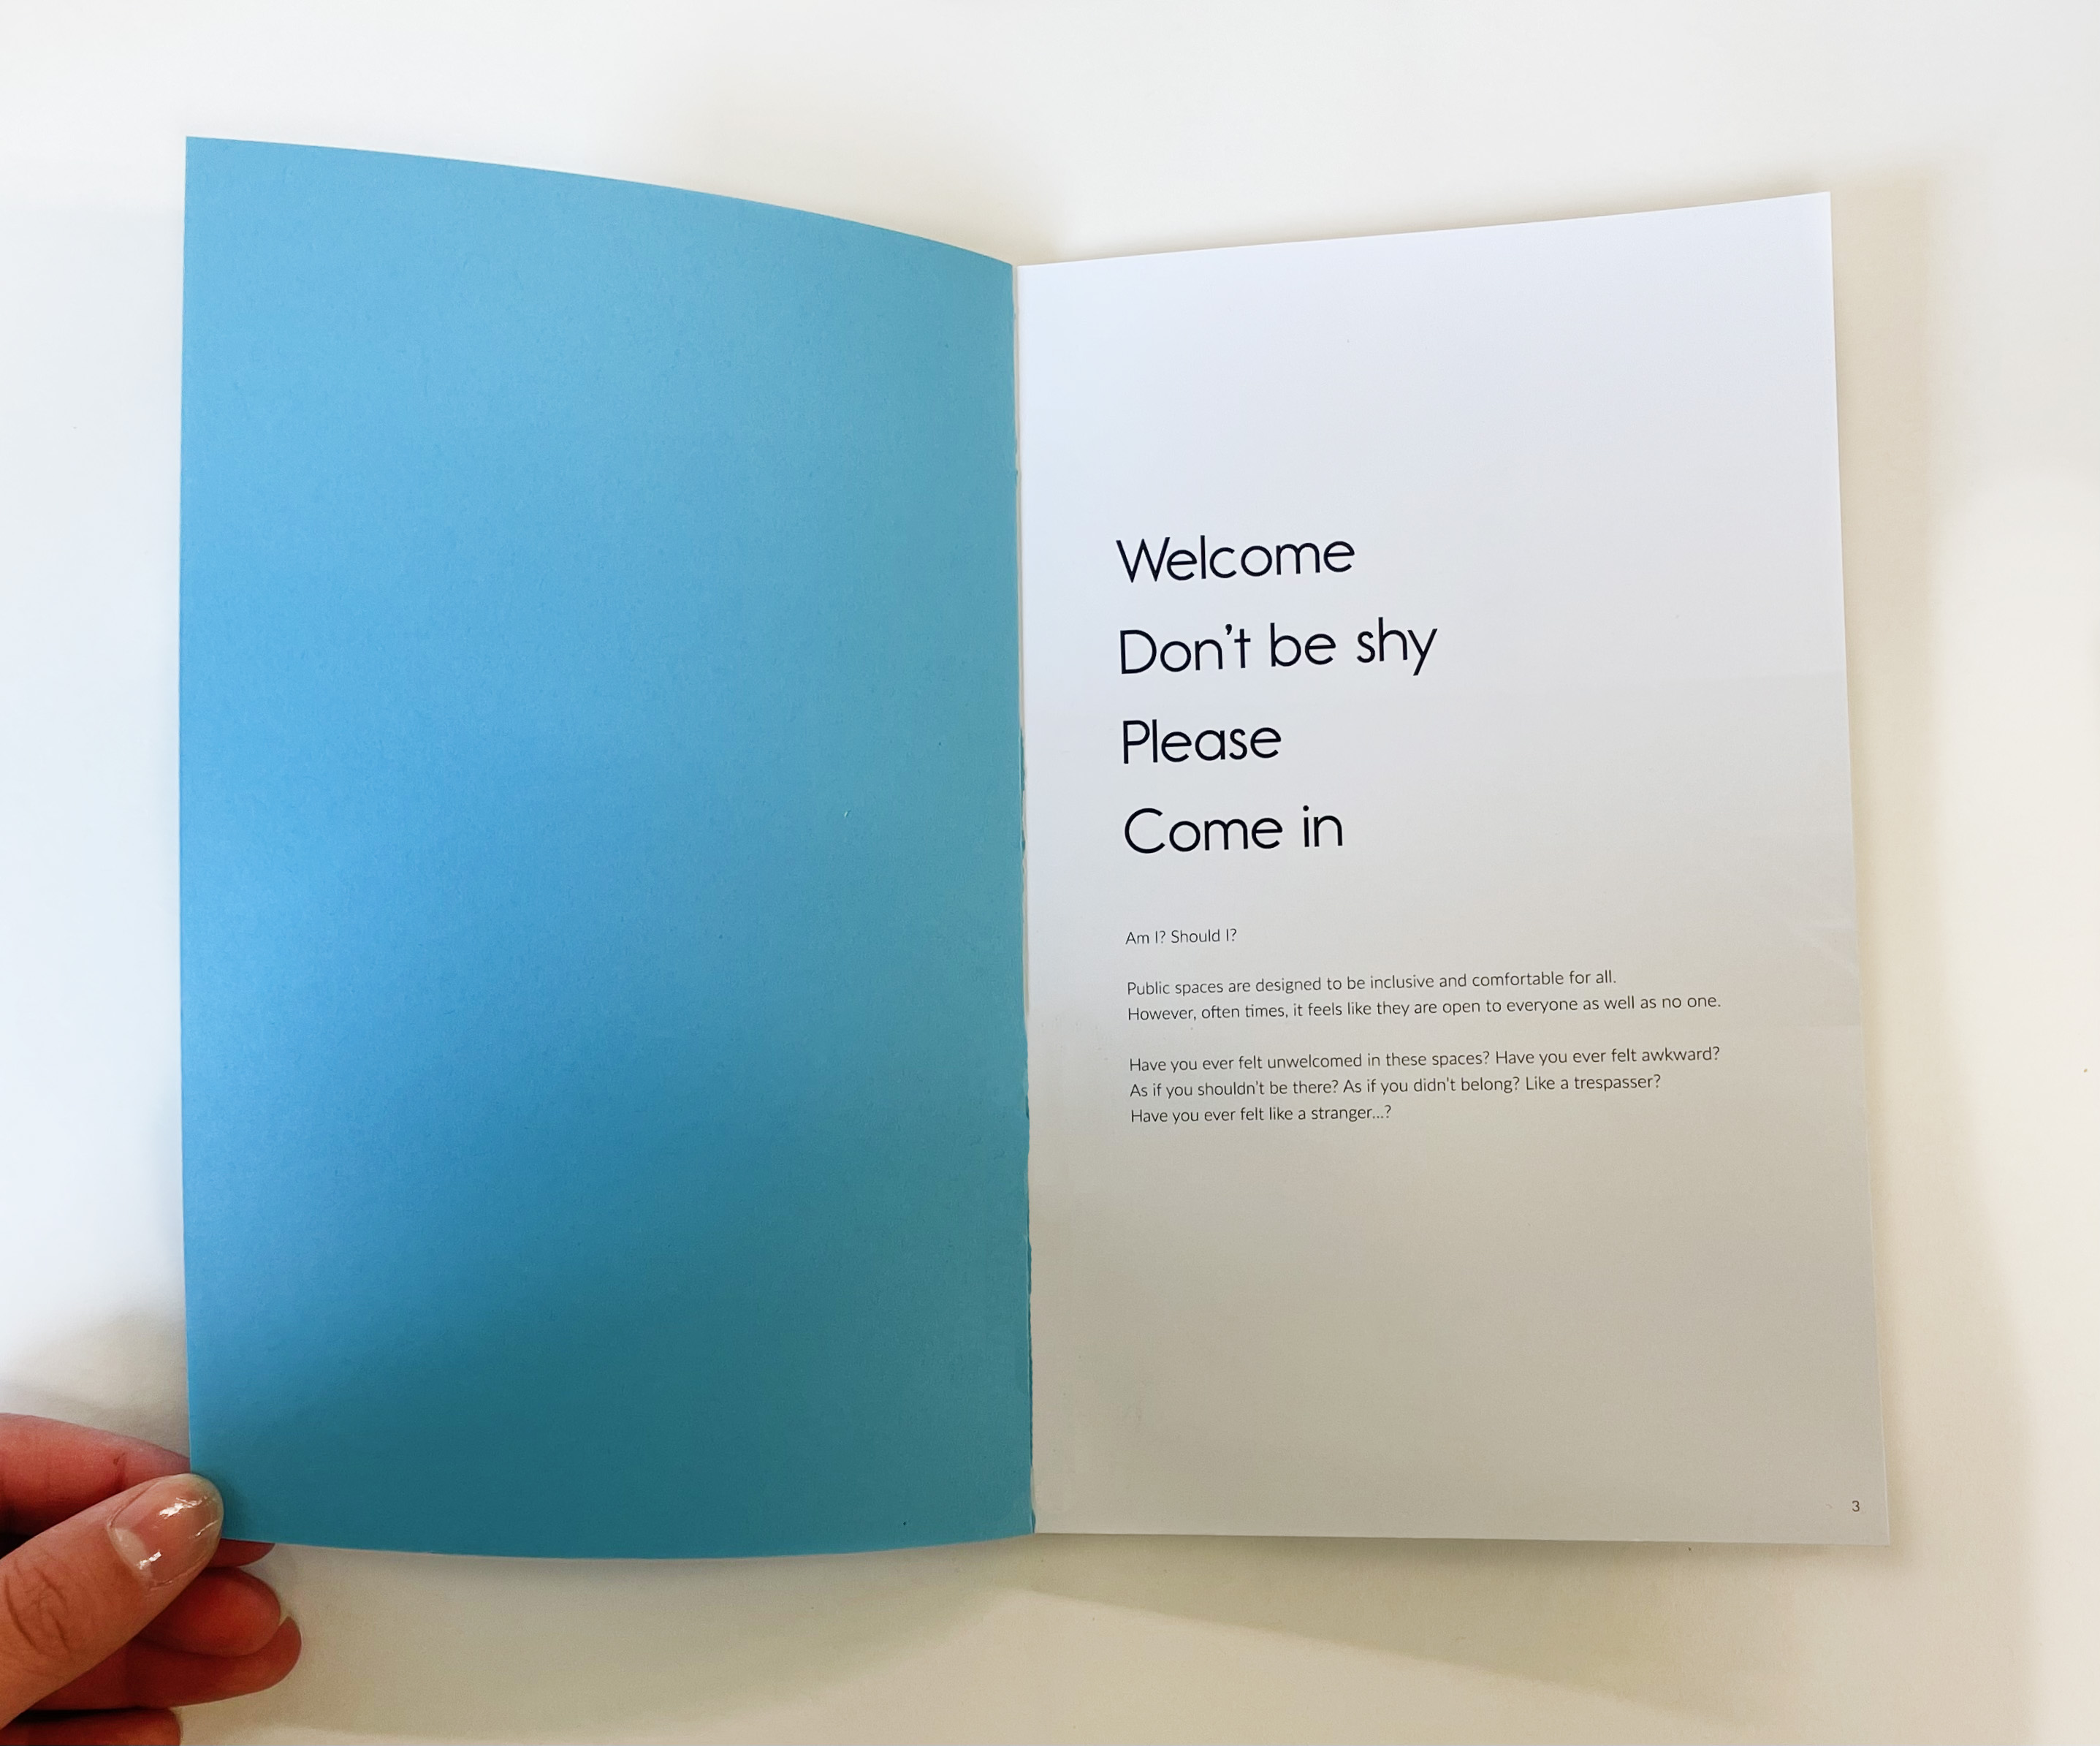 Welcome
Don't be shy
Please
Come in
Am I? Should I?
Public spaces are designed to be inclusive and comfortable for all.
However, often times, it feels like they are open to everyone as well as no one.
Have you ever felt unwelcomed in these spaces? Have you ever felt awkward?
As if you shouldn't be there? As if you didn't belong? Like a trespasser?
Have you ever felt like a stranger...?
3